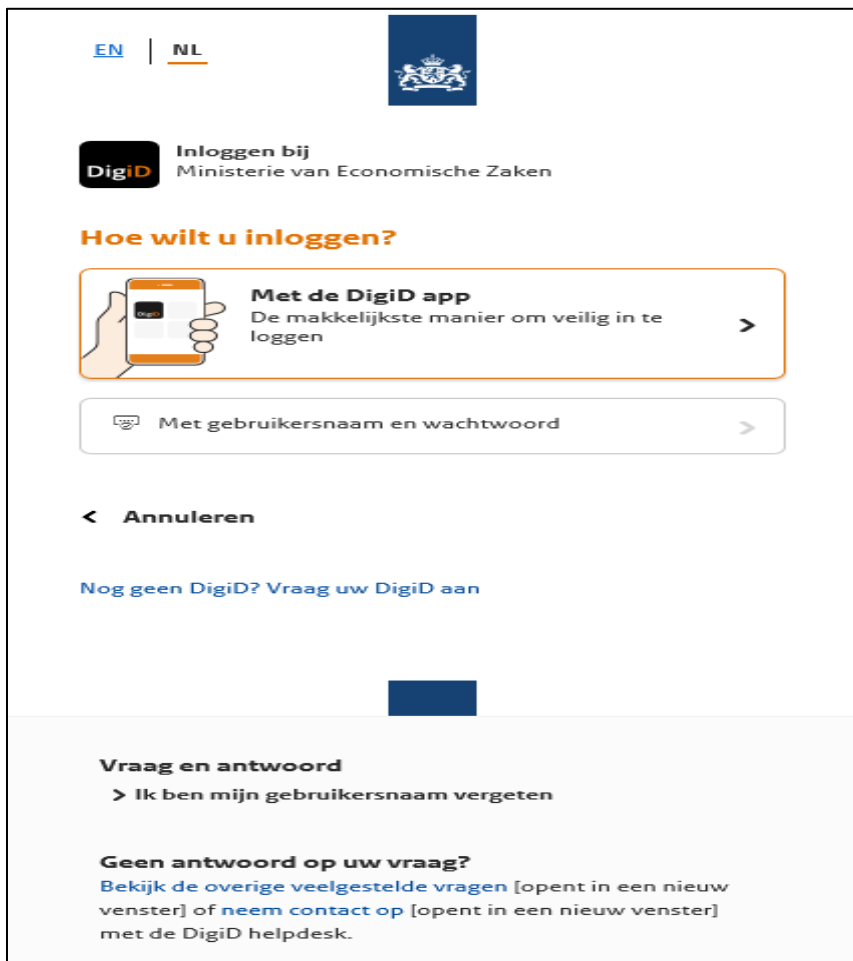 EN | NL
DigiD
Inloggen bij
Ministerie van Economische Zaken
Hoe wilt u inloggen?
DigiD
Met de DigiD app
De makkelijkste manier om veilig in te
loggen
Met gebruikersnaam en wachtwoord
Annuleren
Nog geen DigiD? Vraag uw DigiD aan
Vraag en antwoord
Ik ben mijn gebruikersnaam vergeten
Geen antwoord op uw vraag?
Bekijk de overige veelgestelde vragen [opent in een nieuw
venster] of neem contact op [opent in een nieuw venster]
met de DigiD helpdesk.